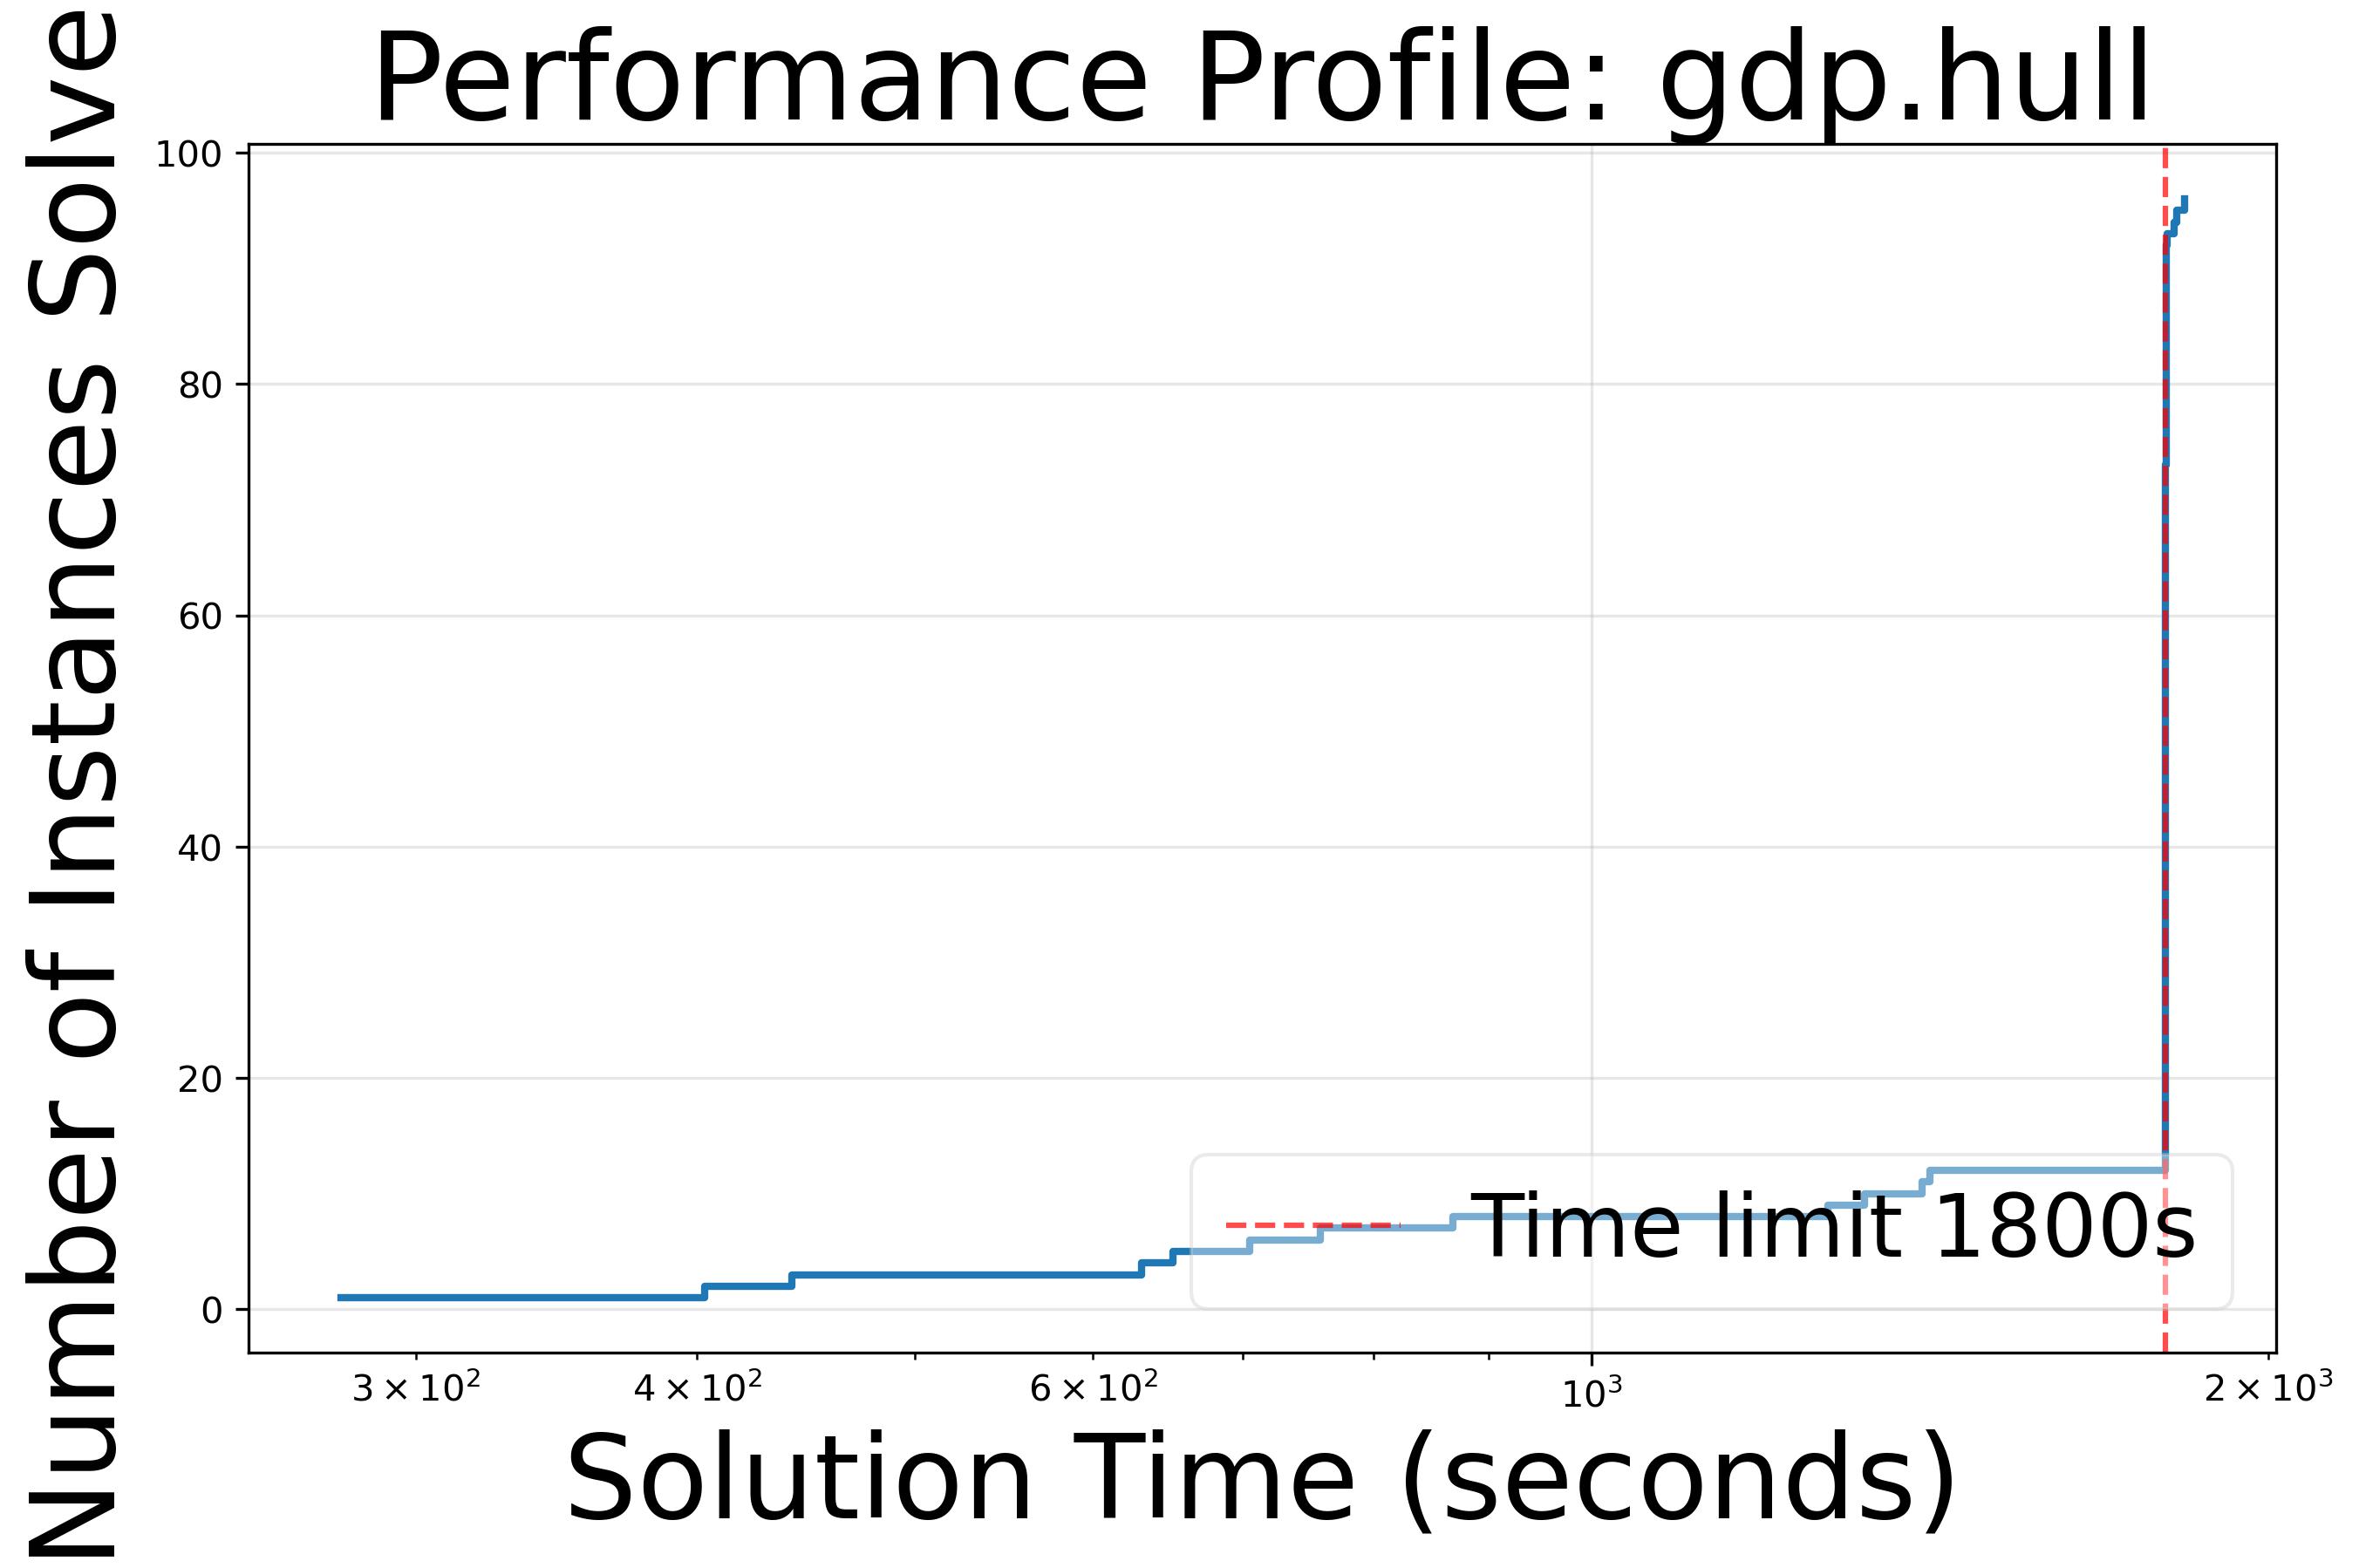 Performance Profile: gdp.hull
Number of Instances Solve
100
80
60
40
20
0
Time limit 1800s
3 × 10²
4 × 10²
6 × 10²
10³
2 × 10³
Solution Time (seconds)